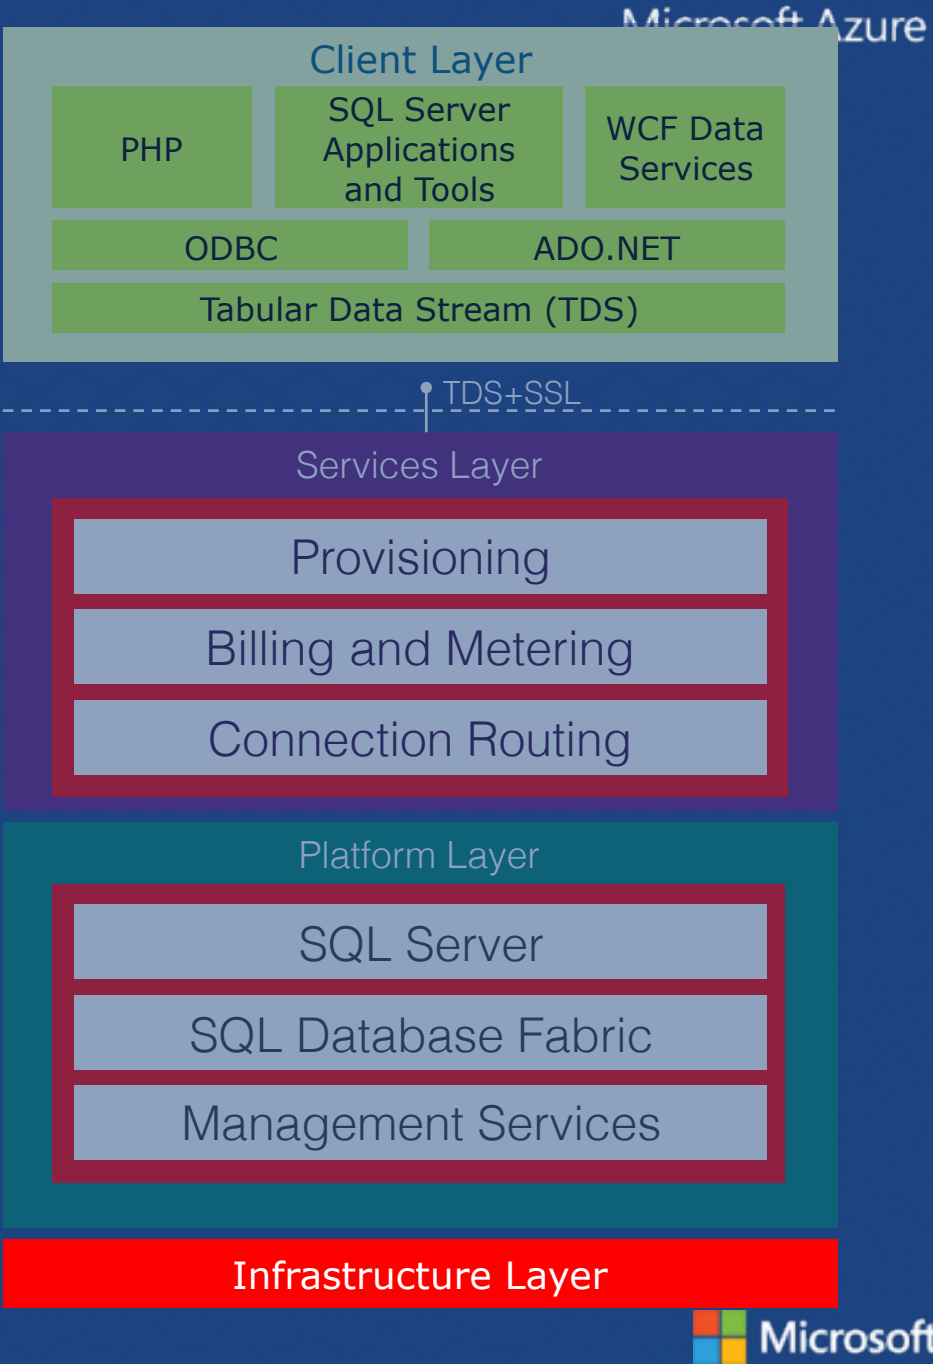 Microsoft Azure
Client Layer
PHP
SQL Server
Applications
and Tools
WCF Data
Services
ODBC
ADO.NET
Tabular Data Stream (TDS)
TDS+SSL
Services Layer
Provisioning
Billing and Metering
Connection Routing
Platform Layer
SQL Server
SQL Database Fabric
Management Services
Infrastructure Layer
Microsoft